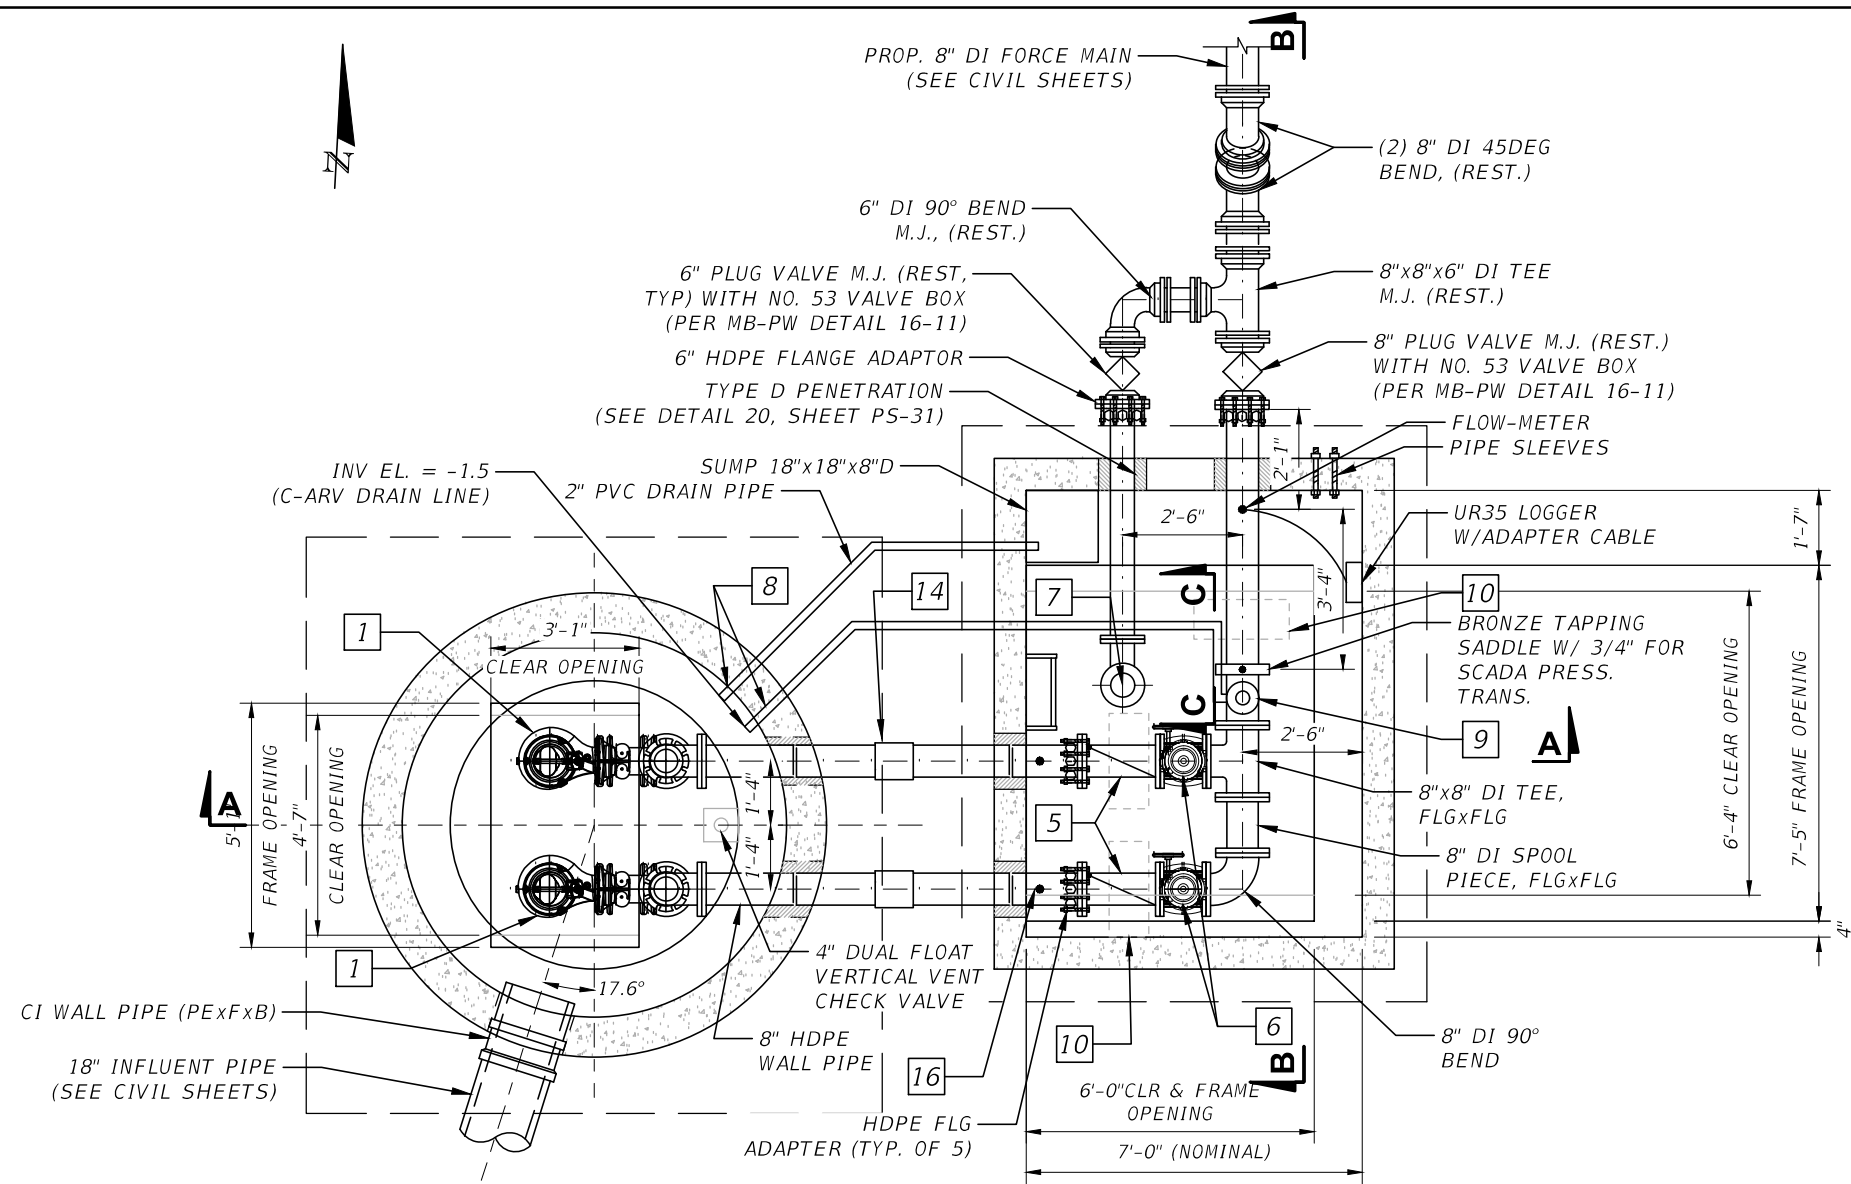 B
PROP. 8" DI FORCE MAIN
(SEE CIVIL SHEETS)
N
(2) 8" DI 45DEG
BEND, (REST.)
6" DI 90° BEND
M.J., (REST.)
6" PLUG VALVE M.J. (REST,
TYP) WITH NO. 53 VALVE BOX
(PER MB-PW DETAIL 16-11)
8"x8"x6" DI TEE
M.J. (REST.)
6" HDPE FLANGE ADAPTOR
8" PLUG VALVE M.J. (REST.)
WITH NO. 53 VALVE BOX
(PER MB-PW DETAIL 16-11)
TYPE D PENETRATION
(SEE DETAIL 20, SHEET PS-31)
FLOW-METER
PIPE SLEEVES
2'-1"
SUMP 18"x18"x8"D
INV EL. = -1.5
(C-ARV DRAIN LINE)
2" PVC DRAIN PIPE
2'-6"
UR35 LOGGER
W/ADAPTER CABLE
1'-7"
8
14
7
C
3'-4"
10
1
3'-1"
CLEAR OPENING
BRONZE TAPPING
SADDLE W/ 3/4" FOR
SCADA PRESS.
TRANS.
6'-4" CLEAR OPENING
7'-5" FRAME OPENING
C
2'-6"
9
A
A
5'-1"
FRAME OPENING
4'-7"
CLEAR OPENING
1'-4"
1'-4"
5
8"x8" DI TEE,
FLGxFLG
8" DI SPOOL
PIECE, FLGxFLG
4"
1
17.6°
4" DUAL FLOAT
VERTICAL VENT
CHECK VALVE
CI WALL PIPE (PExFxB)
8" HDPE
WALL PIPE
10
6
8" DI 90°
BEND
18" INFLUENT PIPE
(SEE CIVIL SHEETS)
16
B
6'-0"CLR & FRAME
OPENING
HDPE FLG
ADAPTER (TYP. OF 5)
7'-0" (NOMINAL)